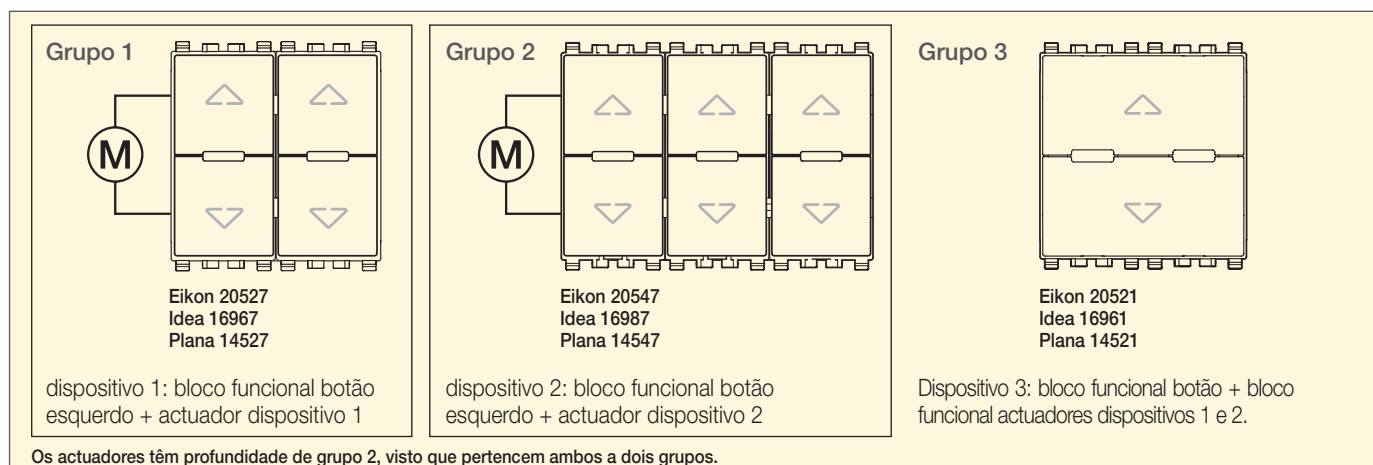 Grupo 1
M
Eikon 20527
Idea 16967
Plana 14527
dispositivo 1: bloco funcional botão
esquerdo + actuador dispositivo 1
Grupo 2
M
Eikon 20547
Idea 16987
Plana 14547
dispositivo 2: bloco funcional botão
esquerdo + actuador dispositivo 2
Grupo 3
Eikon 20521
Idea 16961
Plana 14521
Dispositivo 3: bloco funcional botão + bloco
funcional actuadores dispositivos 1 e 2.
Os actuadores têm profundidade de grupo 2, visto que pertencem ambos a dois grupos.